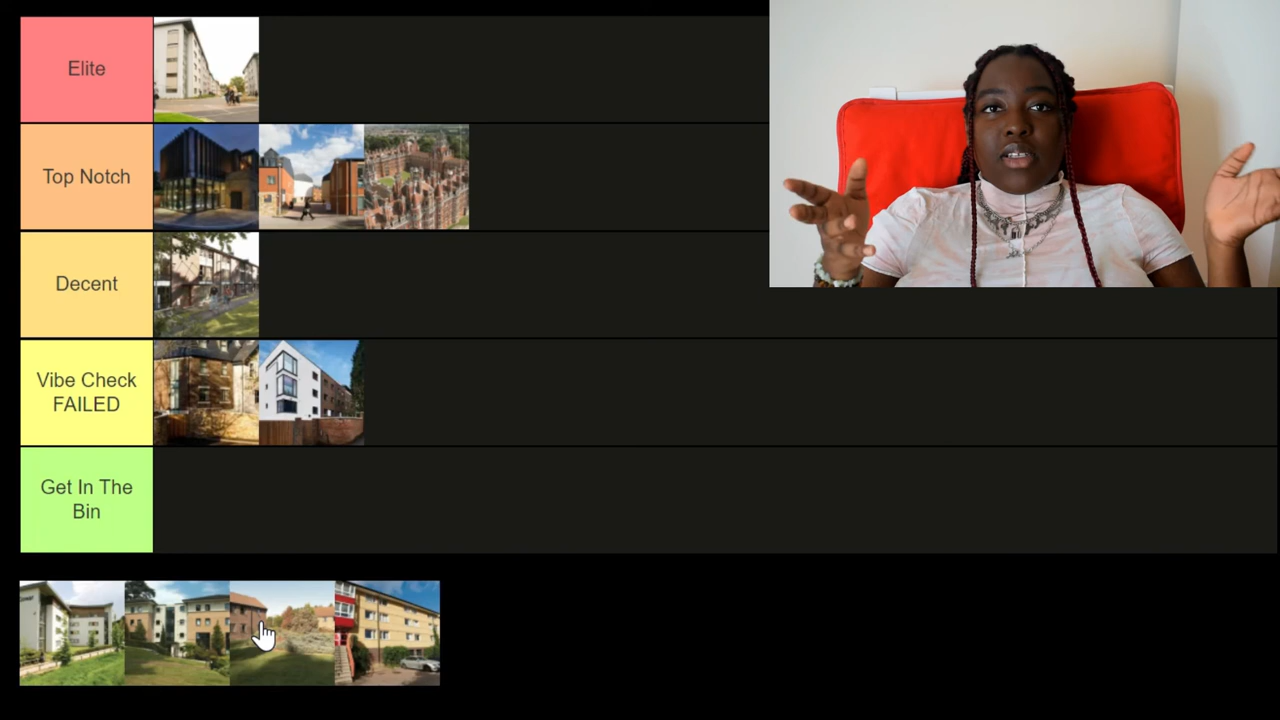 Elite
Top Notch
Decent
Vibe Check
FAILED
Get In The
Bin